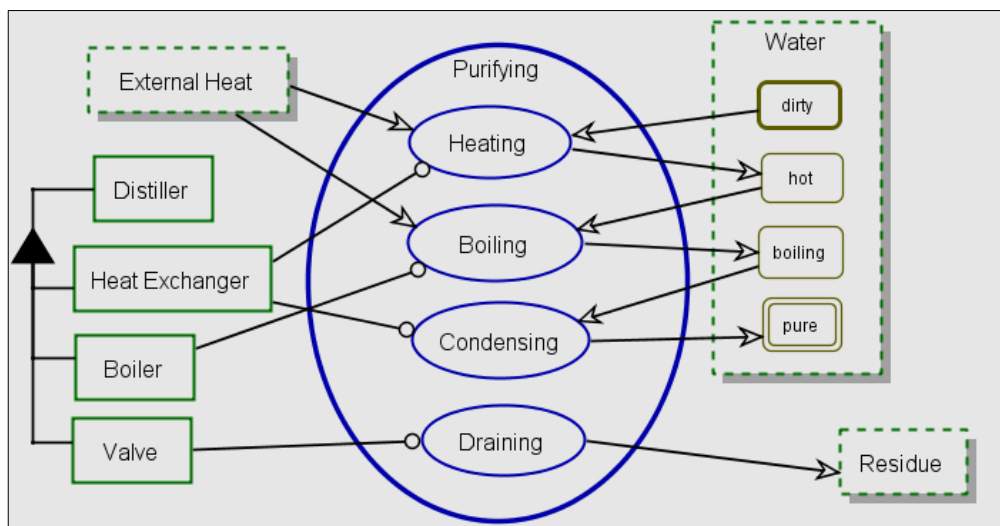 External Heat
Purifying
Water
Heating
dirty
Distiller
hot
Boiling
boiling
Heat Exchanger
Condensing
pure
Boiler
Valve
Draining
Residue